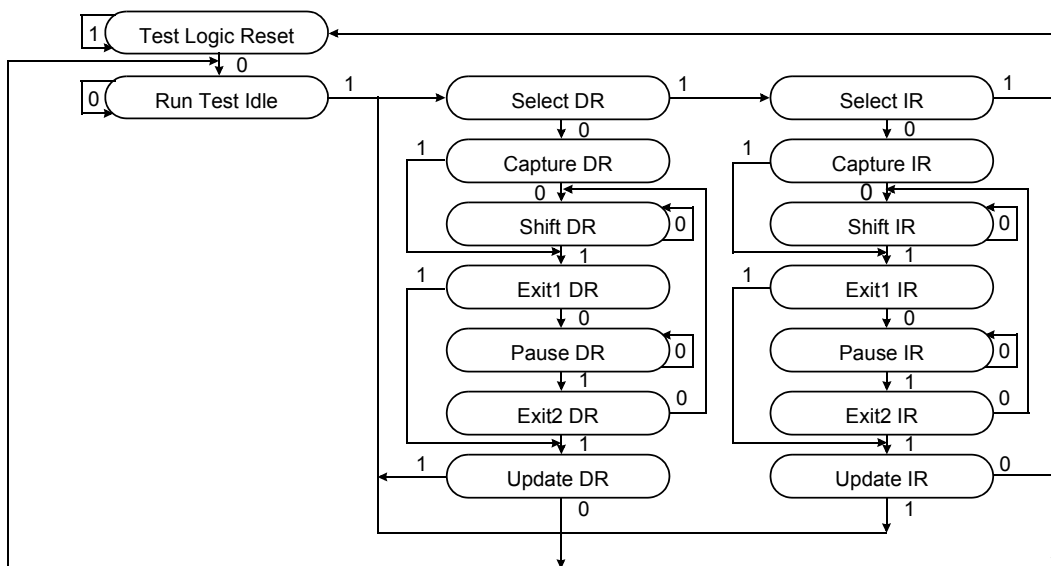 1 Test Logic Reset
0
0 Run Test Idle 1 Select DR 1 Select IR 1
0 0
1 Capture DR 1 Capture IR
0 0
Shift DR 0 Shift IR 0
1 1
1 Exit1 DR 1 Exit1 IR
0 0
Pause DR 0 Pause IR 0
1 1
Exit2 DR 0 Exit2 IR 0
1 1
1 Update DR Update IR 0
0 1